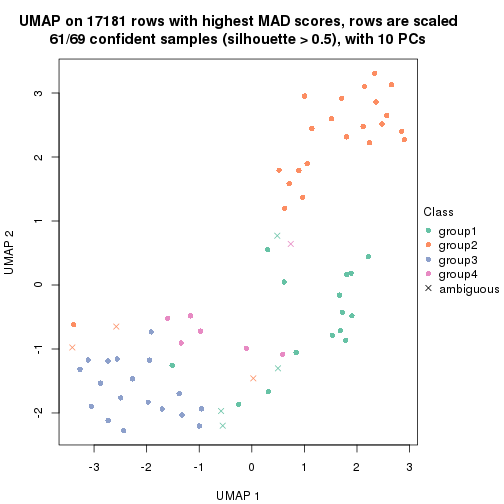 UMAP on 17181 rows with highest MAD scores, rows are scaled
61/69 confident samples (silhouette > 0.5), with 10 PCs
3
2
1
0
-1
-2
UMAP 2
-3
-2
-1
0
1
2
3
UMAP 1
Class
group1
group2
group3
group4
ambiguous